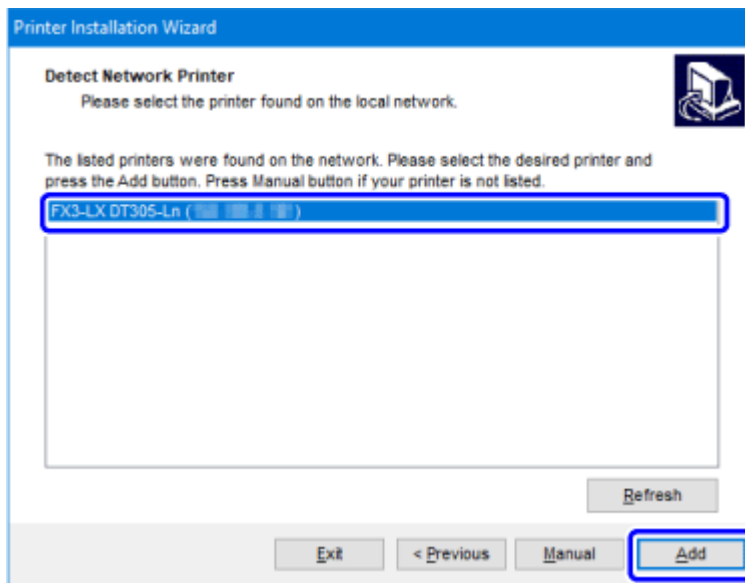 Printer Installation Wizard
Detect Network Printer
Please select the printer found on the local network.
The listed printers were found on the network. Please select the desired printer and
press the Add button. Press Manual button if your printer is not listed.
FX3-LX DT305-Ln (
)
Refresh
Exit
< Previous
Manual
Add